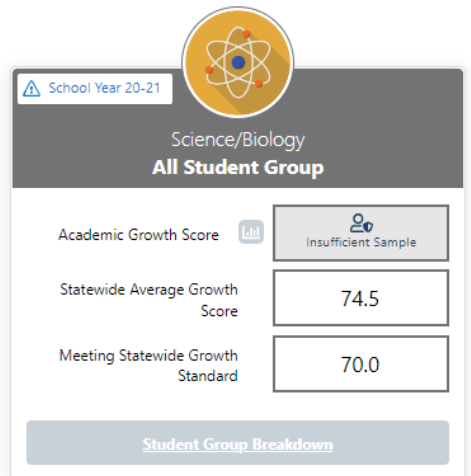 School Year 20-21
Science/Biology
All Student Group
Academic Growth Score
Insufficient Sample
Statewide Average Growth
Score
74.5
Meeting Statewide Growth
Standard
70.0
Student Group Breakdown